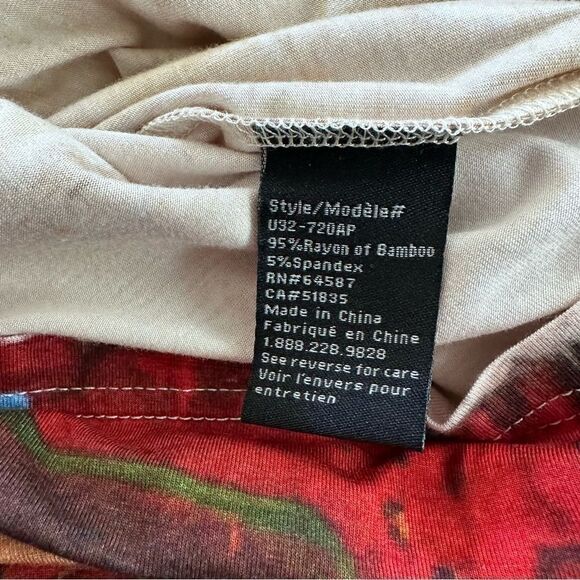 Style/Modèle#
U32-720AP
95%Rayon of Bamboo
5%Spandex
RN#64587
CA#51835
Made in China
Fabriqué en Chine
1.888.228.9828
See reverse for care
Voir l'envers pour
entretien